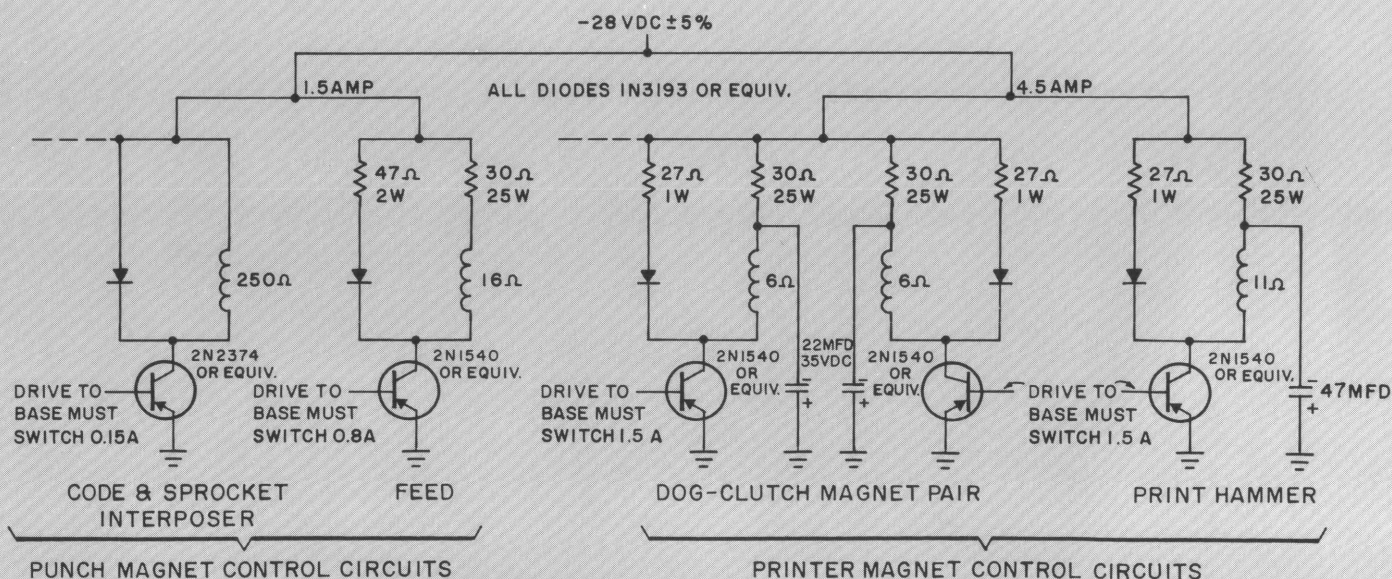 -28 VDC ± 5%
1.5AMP
ALL DIODES IN3193 OR EQUIV.
4.5AMP
47Ω
2W
30Ω
25W
27Ω
1W
30Ω
25W
30Ω
25W
27Ω
1W
27Ω
1W
30Ω
25W
250Ω
16Ω
6Ω
6Ω
11Ω
2N2374
OR EQUIV.
DRIVE TO
BASE MUST
SWITCH 0.15A
2N1540
OR EQUIV.
DRIVE TO
BASE MUST
SWITCH 0.8A
2N1540
OR
EQUIV.
DRIVE TO
BASE MUST
SWITCH 1.5 A
22MFD
35VDC
-
+
-
+
2N1540
OR
EQUIV.
DRIVE TO
BASE MUST
SWITCH 1.5 A
2N1540
OR EQUIV.
-
47MFD
+
CODE & SPROCKET
INTERPOSER
FEED
DOG-CLUTCH MAGNET PAIR
PRINT HAMMER
PUNCH MAGNET CONTROL CIRCUITS
PRINTER MAGNET CONTROL CIRCUITS